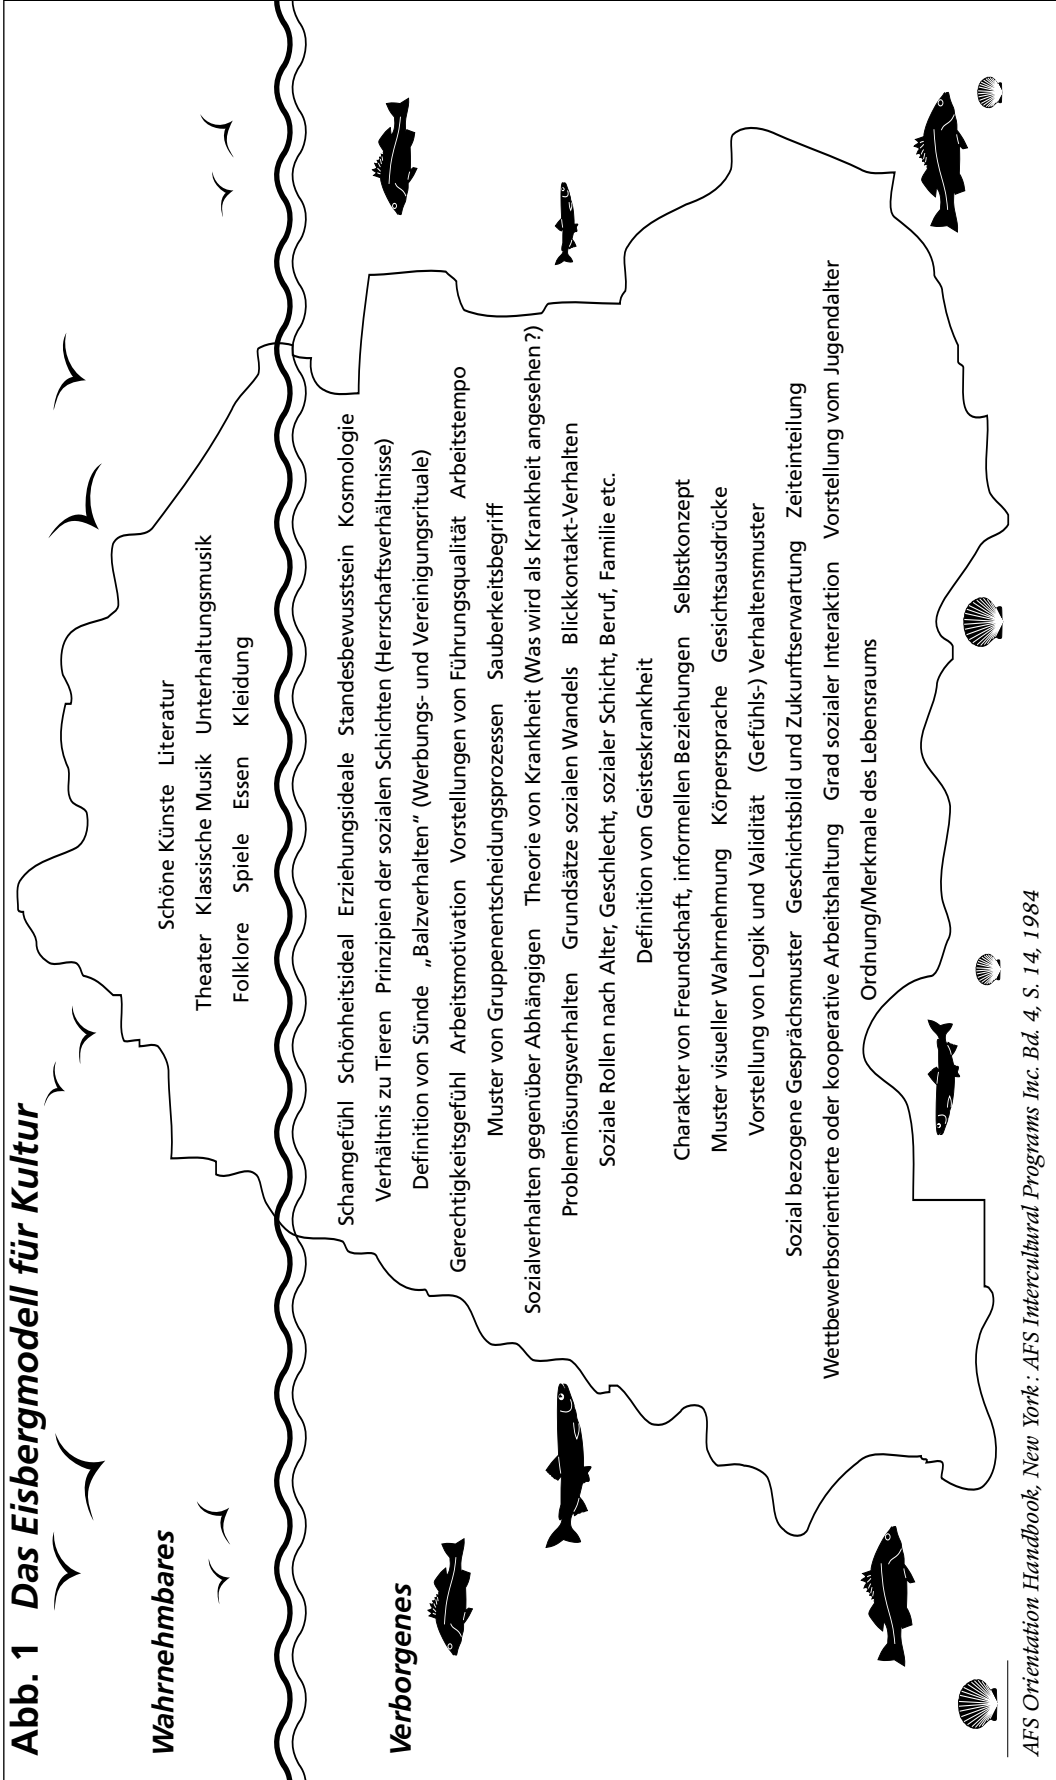 Abb. 1 Das Eisbergmodell für Kultur
Wahrnehmbares
Schöne Künste Literatur
Theater Klassische Musik Unterhaltungsmusik
Folklore Spiele Essen Kleidung
Verborgenes
Schamgefühl Schönheitsideal Erziehungsideale Standesbewusstsein Kosmologie
Verhältnis zu Tieren Prinzipien der sozialen Schichten (Herrschaftsverhältnisse)
Definition von Sünde „Balzverhalten“ (Werbungs- und Vereinigungsrituale)
Gerechtigkeitsgefühl Arbeitsmotivation Vorstellungen von Führungsqualität Arbeitstempo
Muster von Gruppenentscheidungsprozessen Sauberkeitsbegriff
Sozialverhalten gegenüber Abhängigen Theorie von Krankheit (Was wird als Krankheit angesehen ?)
Problemlösungsverhalten Grundsätze sozialen Wandels Blickkontakt-Verhalten
Soziale Rollen nach Alter, Geschlecht, sozialer Schicht, Beruf, Familie etc.
Definition von Geisteskrankheit
Charakter von Freundschaft, informellen Beziehungen Selbstkonzept
Muster visueller Wahrnehmung Körpersprache Gesichtsausdrücke
Vorstellung von Logik und Validität (Gefühls-) Verhaltensmuster
Sozial bezogene Gesprächsmuster Geschichtsbild und Zukunftserwartung Zeiteinteilung
Wettbewerbsorientierte oder kooperative Arbeitshaltung Grad sozialer Interaktion Vorstellung vom Jugendalter
Ordnung/Merkmale des Lebensraums
AFS Orientation Handbook, New York : AFS Intercultural Programs Inc. Bd. 4, S. 14, 1984